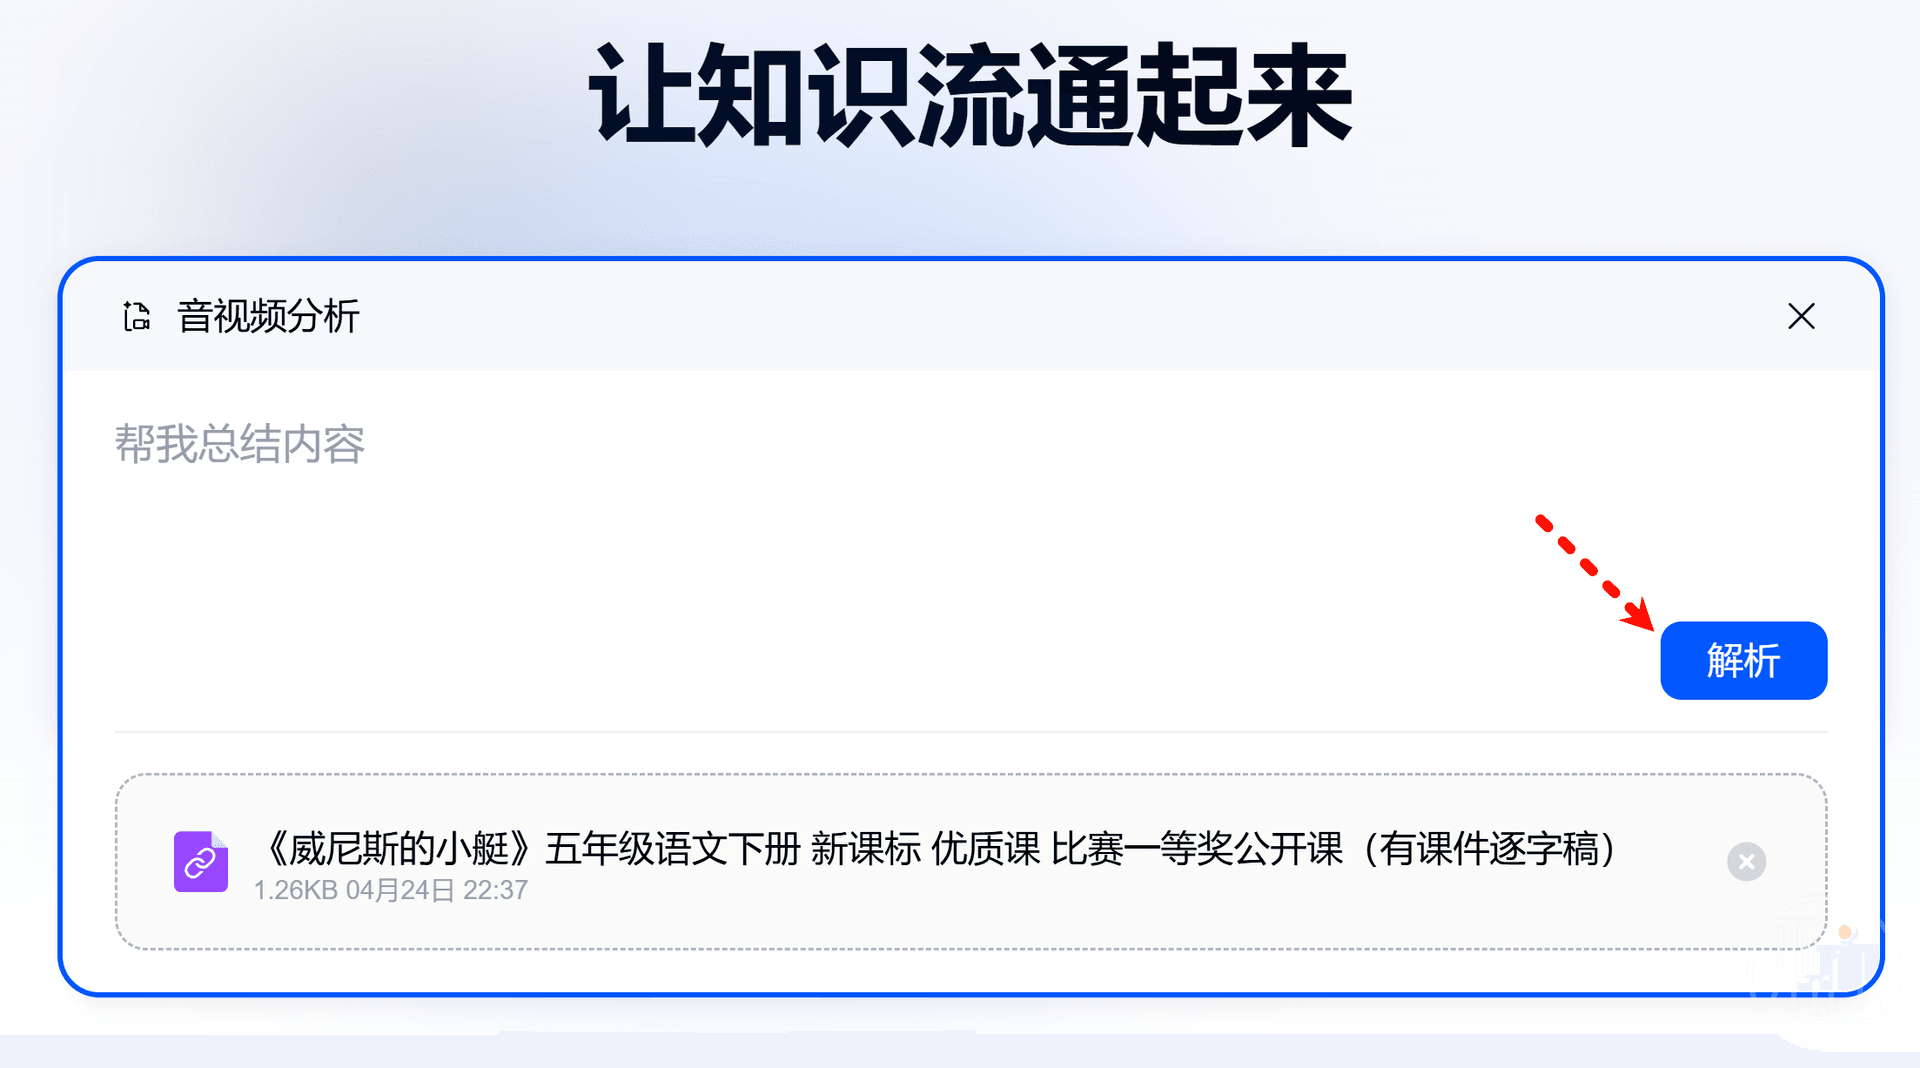 让知识流通起来
音视频分析
帮我总结内容
解析
《威尼斯的小艇》五年级语文下册 新课标 优质课 比赛一等奖公开课（有课件逐字稿）
1.26KB 04月24日 22:37